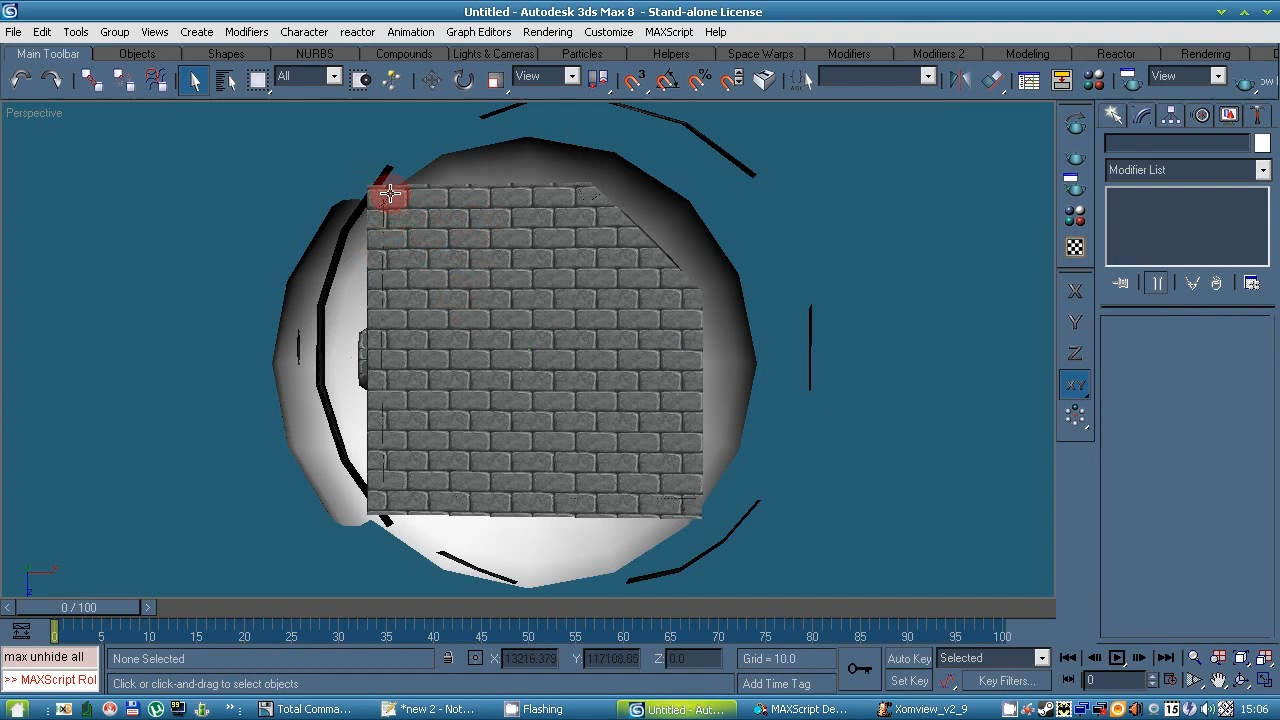 Untitled - Autodesk 3ds Max 8 - Stand-alone License
File Edit Tools Group Views Create Modifiers Character reactor Animation Graph Editors Rendering Customize MAXScript Help
Main Toolbar Objects Shapes NURBS Compounds Lights & Cameras Particles Helpers Space Warps Modifiers Modifiers 2 Modeling Reactor Rendering
All View 3 View
Perspective
Modifier List
X
Y
Z
XY
< 0 / 100 >
0 5 10 15 20 25 30 35 40 45 50 55 60 65 70 75 80 85 90 95 100
max unhide all None Selected X: 13216.379 Y: 117108.85 Z: 0.0 Grid = 10.0 Auto Key Selected
>> MAXScript Rol Click or click-and-drag to select objects Add Time Tag Set Key Key Filters... 0
Total Comma... *new 2 - Not... Flashing Untitled - Aut... MAXScript De... Xornview_v2_9 15 15:06